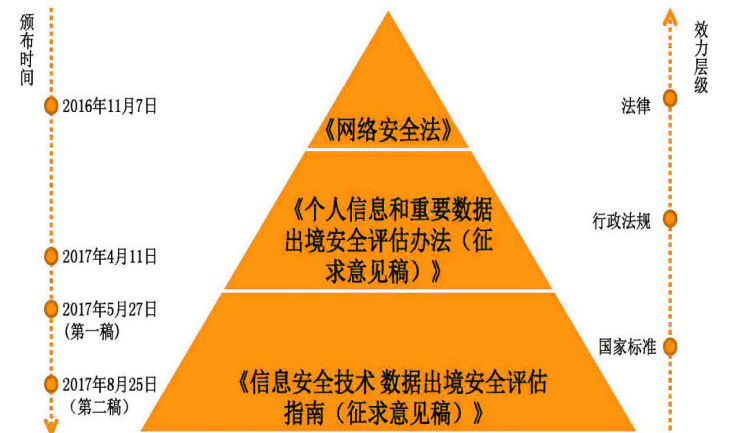 颁布时间
2016年11月7日
2017年4月11日
2017年5月27日
(第一稿)
2017年8月25日
（第二稿）
《网络安全法》
《个人信息和重要数据
出境安全评估办法（征
求意见稿）》
《信息安全技术 数据出境安全评估
指南（征求意见稿）》
效力层级
法律
行政法规
国家标准